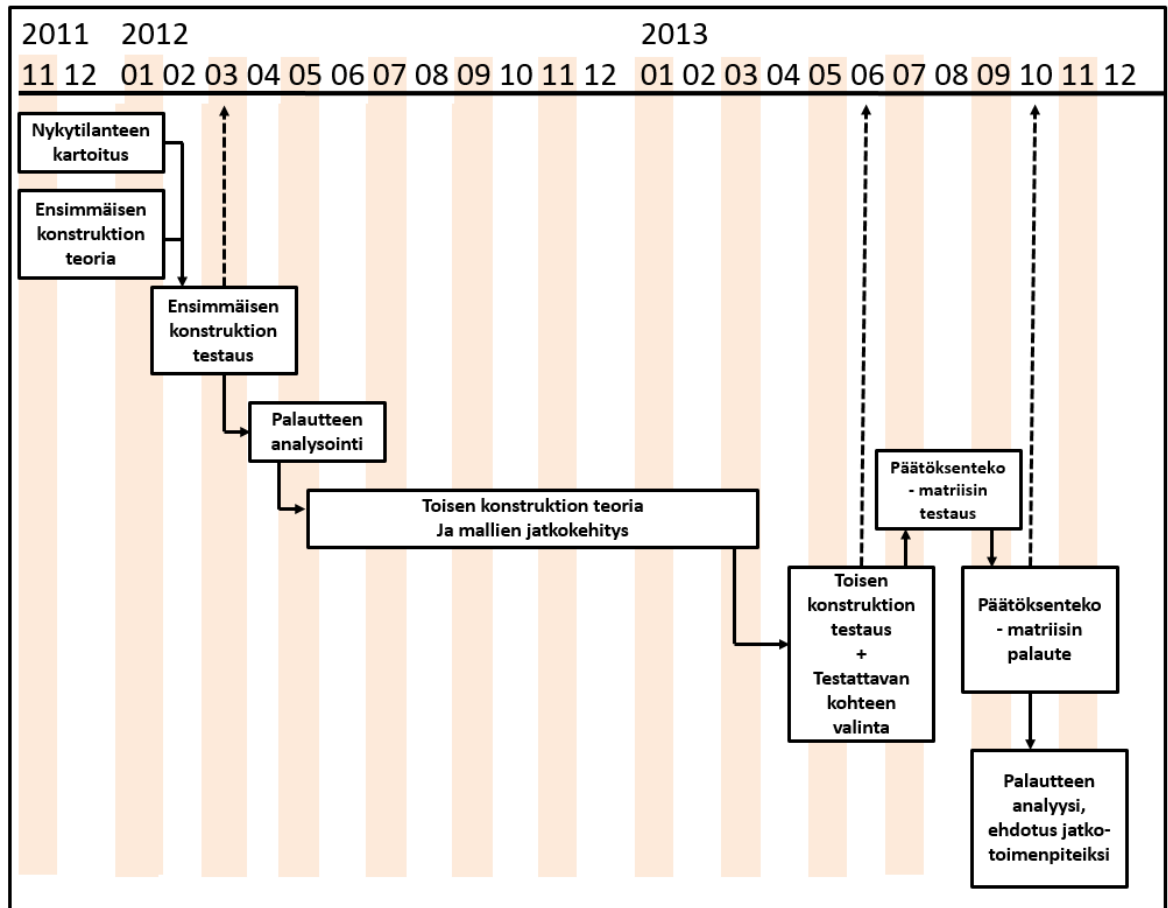 2011 2012 2013
11 12 01 02 03 04 05 06 07 08 09 10 11 12 01 02 03 04 05 06 07 08 09 10 11 12
Nykytilanteen
kartoitus
Ensimmäisen
konstruktion
teoria
Ensimmäisen
konstruktion
testaus
Palautteen
analysointi
Toisen konstruktion teoria
Ja mallien jatkokehitys
Päätöksenteko
- matriisin
testaus
Toisen
konstruktion
testaus
+
Testattavan
kohteen
valinta
Päätöksenteko
- matriisin
palaute
Palautteen
analyysi,
ehdotus jatko-
toimenpiteiksi